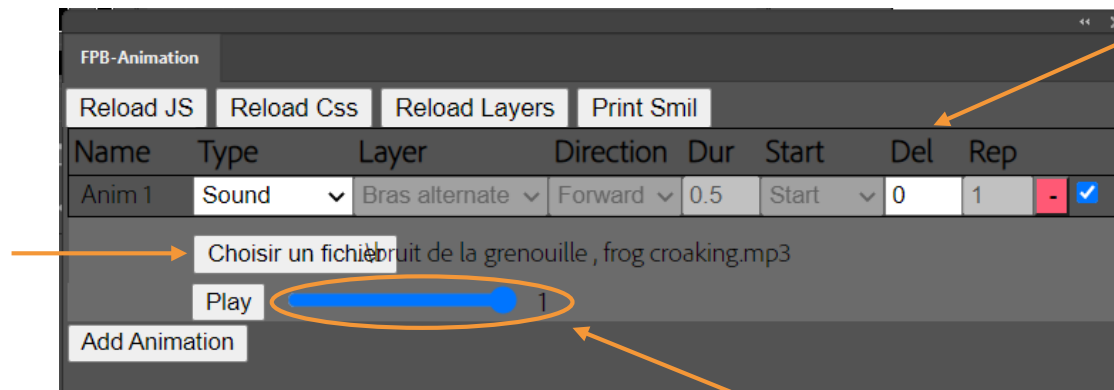 FPB-Animation
Reload JS Reload Css Reload Layers Print Smil
Name Type Layer Direction Dur Start Del Rep
Anim 1 Sound Bras alternate Forward 0.5 Start 0 1 -
Choisir un fichier bruit de la grenouille , frog croaking.mp3
Play 1
Add Animation